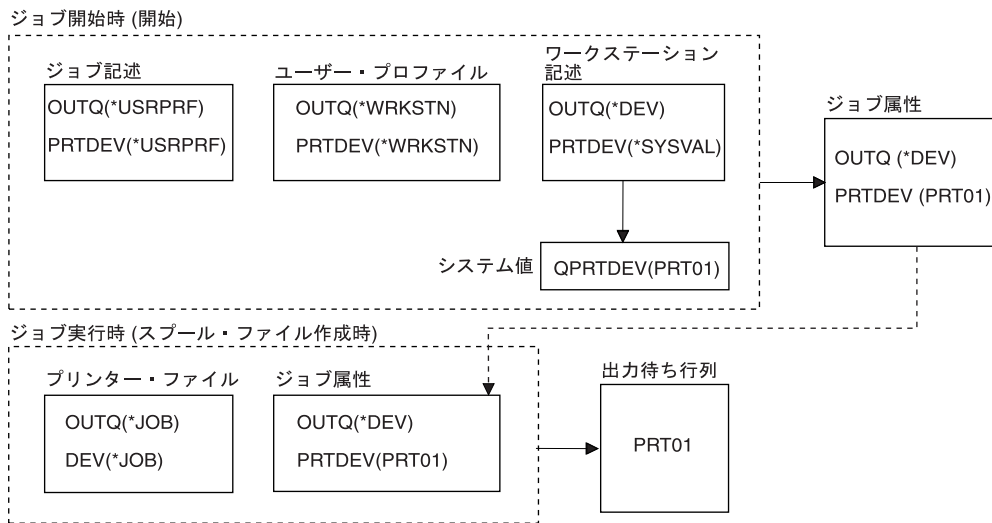 ジョブ開始時 (開始)
ジョブ記述
OUTQ(*USRPRF)
PRTDEV(*USRPRF)
ユーザー・プロファイル
OUTQ(*WRKSTN)
PRTDEV(*WRKSTN)
ワークステーション
記述
OUTQ(*DEV)
PRTDEV(*SYSVAL)
システム値
QPRTDEV(PRT01)
ジョブ属性
OUTQ (*DEV)
PRTDEV (PRT01)
ジョブ実行時 (スプール・ファイル作成時)
プリンター・ファイル
OUTQ(*JOB)
DEV(*JOB)
ジョブ属性
OUTQ(*DEV)
PRTDEV(PRT01)
出力待ち行列
PRT01